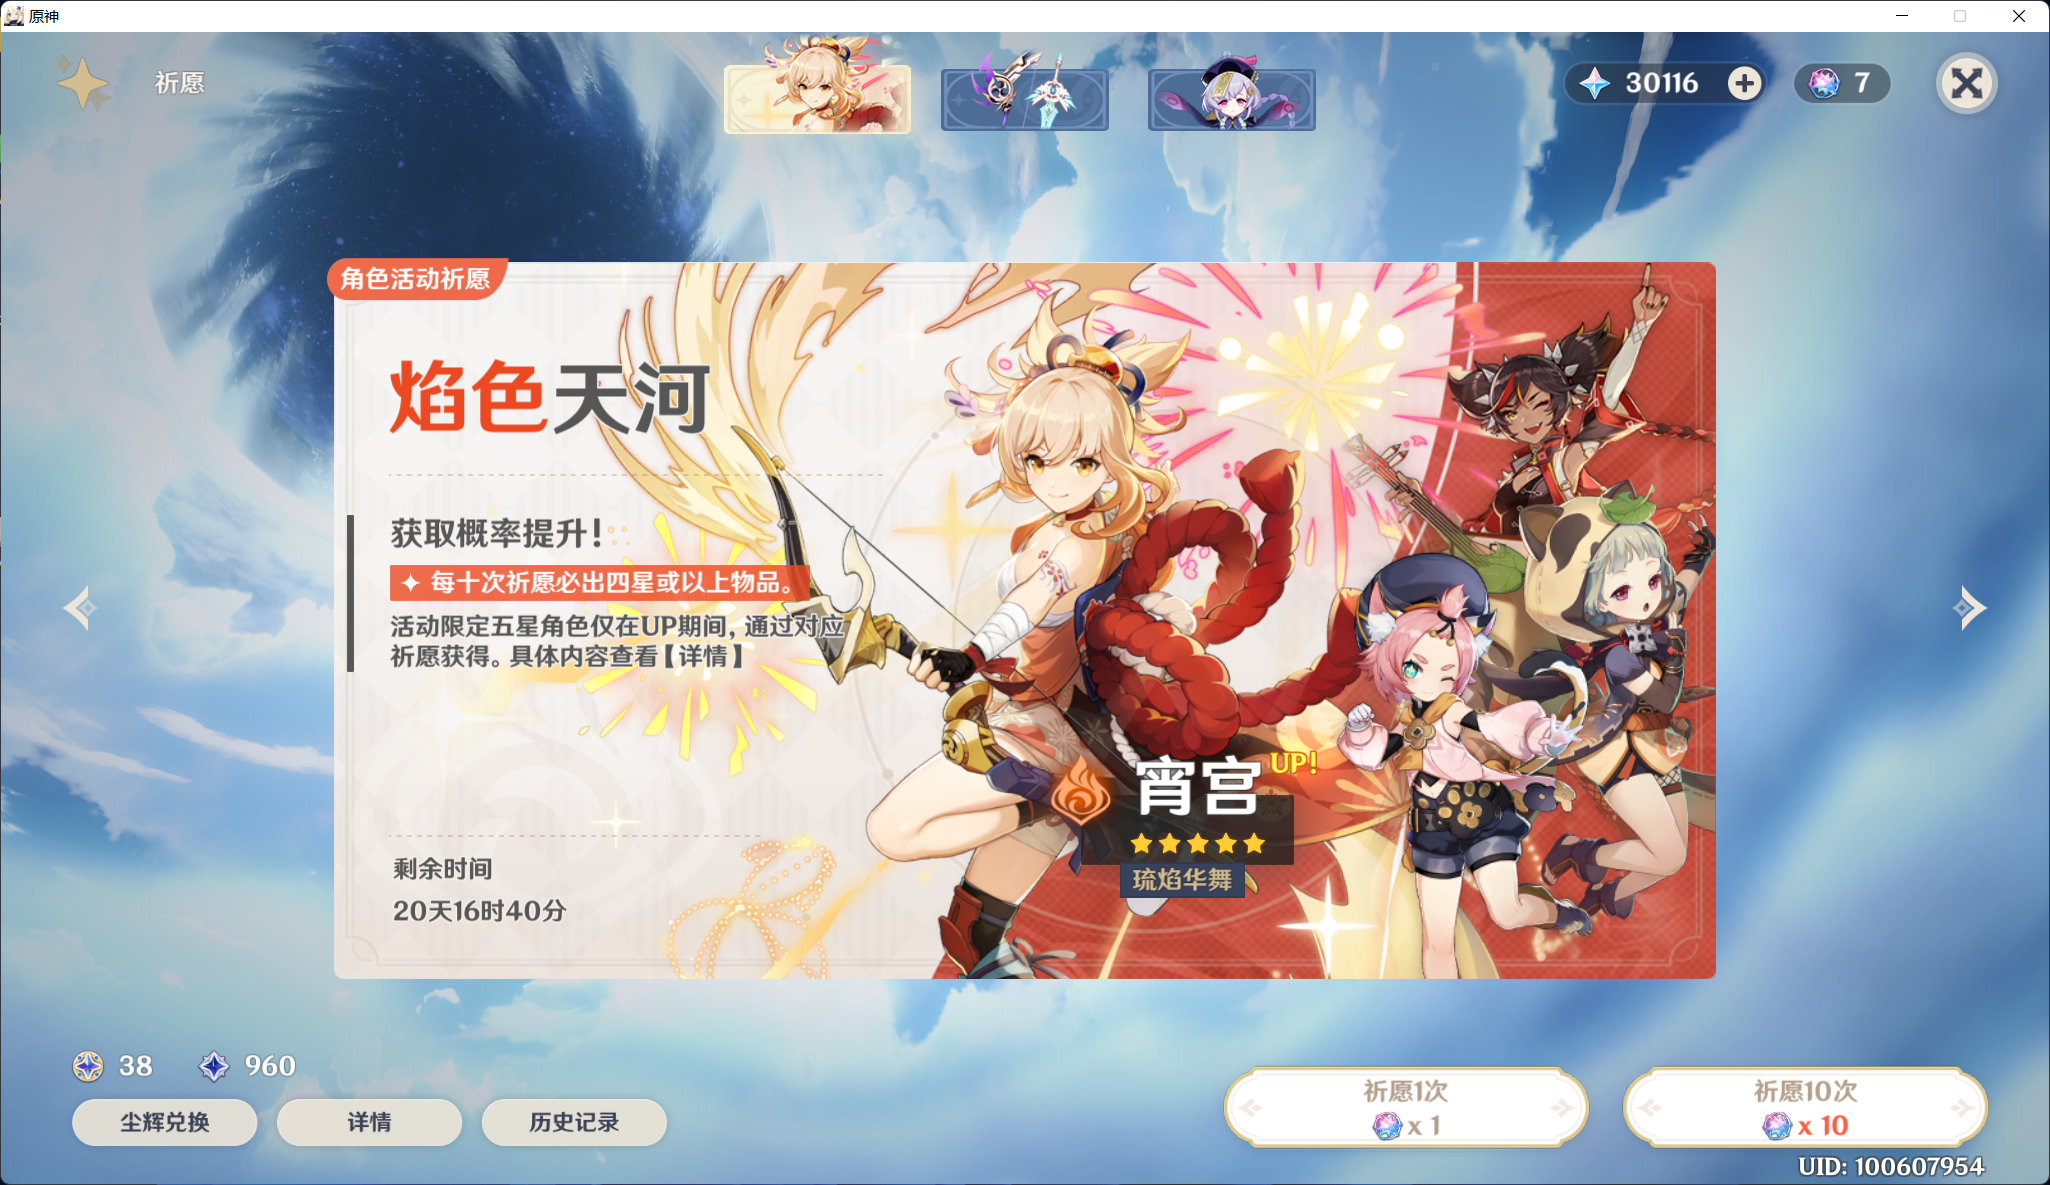 原神
祈愿
30116
7
角色活动祈愿
焰色天河
获取概率提升！
每十次祈愿必出四星或以上物品。
活动限定五星角色仅在UP期间，通过对应
祈愿获得。具体内容查看【详情】
宵宫
UP!
琉焰华舞
剩余时间
20天16时40分
38
960
尘辉兑换
详情
历史记录
祈愿1次
x 1
祈愿10次
x 10
UID: 100607954